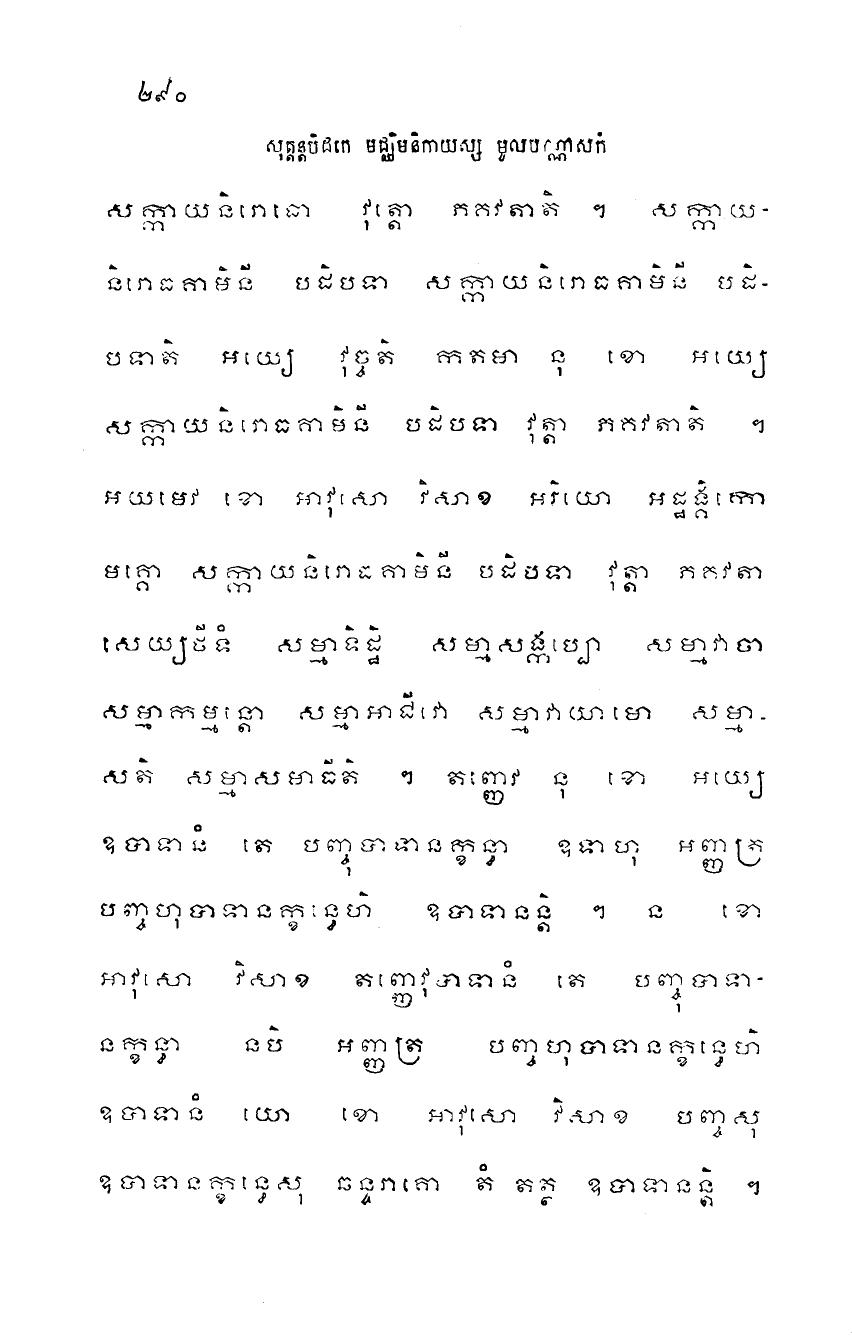 ២៩០
សុត្តន្តបិដកេ មជ្ឈិមនិកាយស្ស មូលបណ្ណាសកំ
សក្កាយនិរោធោ វុត្តោ ភគវតាតិ ។ សក្កាយ-
និរោធគាមិនី បដិបទា សក្កាយនិរោធគាមិនី បដិ-
បទាតិ អយ្យេ វុច្ចតិ កតមា នុ ខោ អយ្យេ
សក្កាយនិរោធគាមិនី បដិបទា វុត្តា ភគវតាតិ ។
អយមេវ ខោ អាវុសោ វិសាខ អរិយោ អដ្ឋង្គិកោ
មគ្គោ សក្កាយនិរោធគាមិនី បដិបទា វុត្តា ភគវតា
សេយ្យថីទំ សម្មាទិដ្ឋិ សម្មាសង្កប្បោ សម្មាវាចា
សម្មាកម្មន្តោ សម្មាអាជីវោ សម្មាវាយាមោ សម្មា-
សតិ សម្មាសមាធីតិ ។ តញ្ញេវ នុ ខោ អយ្យេ
ឧបាទានំ តេ បញ្ចុបាទានក្ខន្ធា ឧទាហុ អញ្ញត្រ
បញ្ចហុបាទានក្ខន្ធេហិ ឧបាទានន្តិ ។ ន ខោ
អាវុសោ វិសាខ តញ្ញេវុបាទានំ តេ បញ្ចុបាទា-
នក្ខន្ធា នបិ អញ្ញត្រ បញ្ចហុបាទានក្ខន្ធេហិ
ឧបាទានំ យោ ខោ អាវុសោ វិសាខ បញ្ចសុ
ឧបាទានក្ខន្ធេសុ ឆន្ទរាគោ តំ តត្ថ ឧបាទានន្តិ ។